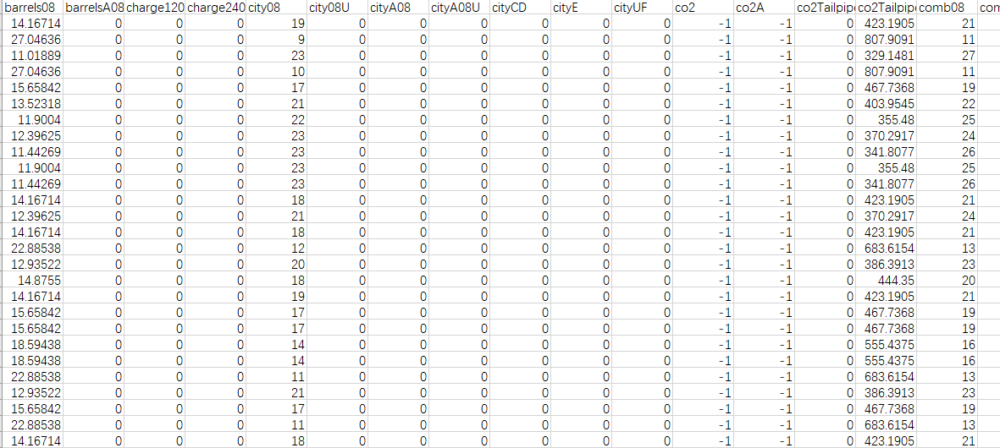 barrels08 barrelsA08 charge120 charge240 city08 city08U cityA08 cityA08U cityCD cityE cityUF co2 co2A co2Tailpip co2Tailpip comb08 com
14.16714 0 0 0 19 0 0 0 0 0 0 -1 -1 0 423.1905 21
27.04636 0 0 0 9 0 0 0 0 0 0 -1 -1 0 807.9091 11
11.01889 0 0 0 23 0 0 0 0 0 0 -1 -1 0 329.1481 27
27.04636 0 0 0 10 0 0 0 0 0 0 -1 -1 0 807.9091 11
15.65842 0 0 0 17 0 0 0 0 0 0 -1 -1 0 467.7368 19
13.52318 0 0 0 21 0 0 0 0 0 0 -1 -1 0 403.9545 22
11.9004 0 0 0 22 0 0 0 0 0 0 -1 -1 0 355.48 25
12.39625 0 0 0 23 0 0 0 0 0 0 -1 -1 0 370.2917 24
11.44269 0 0 0 23 0 0 0 0 0 0 -1 -1 0 341.8077 26
11.9004 0 0 0 23 0 0 0 0 0 0 -1 -1 0 355.48 25
11.44269 0 0 0 23 0 0 0 0 0 0 -1 -1 0 341.8077 26
14.16714 0 0 0 18 0 0 0 0 0 0 -1 -1 0 423.1905 21
12.39625 0 0 0 21 0 0 0 0 0 0 -1 -1 0 370.2917 24
14.16714 0 0 0 18 0 0 0 0 0 0 -1 -1 0 423.1905 21
22.88538 0 0 0 12 0 0 0 0 0 0 -1 -1 0 683.6154 13
12.93522 0 0 0 20 0 0 0 0 0 0 -1 -1 0 386.3913 23
14.8755 0 0 0 18 0 0 0 0 0 0 -1 -1 0 444.35 20
14.16714 0 0 0 19 0 0 0 0 0 0 -1 -1 0 423.1905 21
15.65842 0 0 0 17 0 0 0 0 0 0 -1 -1 0 467.7368 19
15.65842 0 0 0 17 0 0 0 0 0 0 -1 -1 0 467.7368 19
18.59438 0 0 0 14 0 0 0 0 0 0 -1 -1 0 555.4375 16
18.59438 0 0 0 14 0 0 0 0 0 0 -1 -1 0 555.4375 16
22.88538 0 0 0 11 0 0 0 0 0 0 -1 -1 0 683.6154 13
12.93522 0 0 0 21 0 0 0 0 0 0 -1 -1 0 386.3913 23
15.65842 0 0 0 17 0 0 0 0 0 0 -1 -1 0 467.7368 19
22.88538 0 0 0 11 0 0 0 0 0 0 -1 -1 0 683.6154 13
14.16714 0 0 0 18 0 0 0 0 0 0 -1 -1 0 423.1905 21